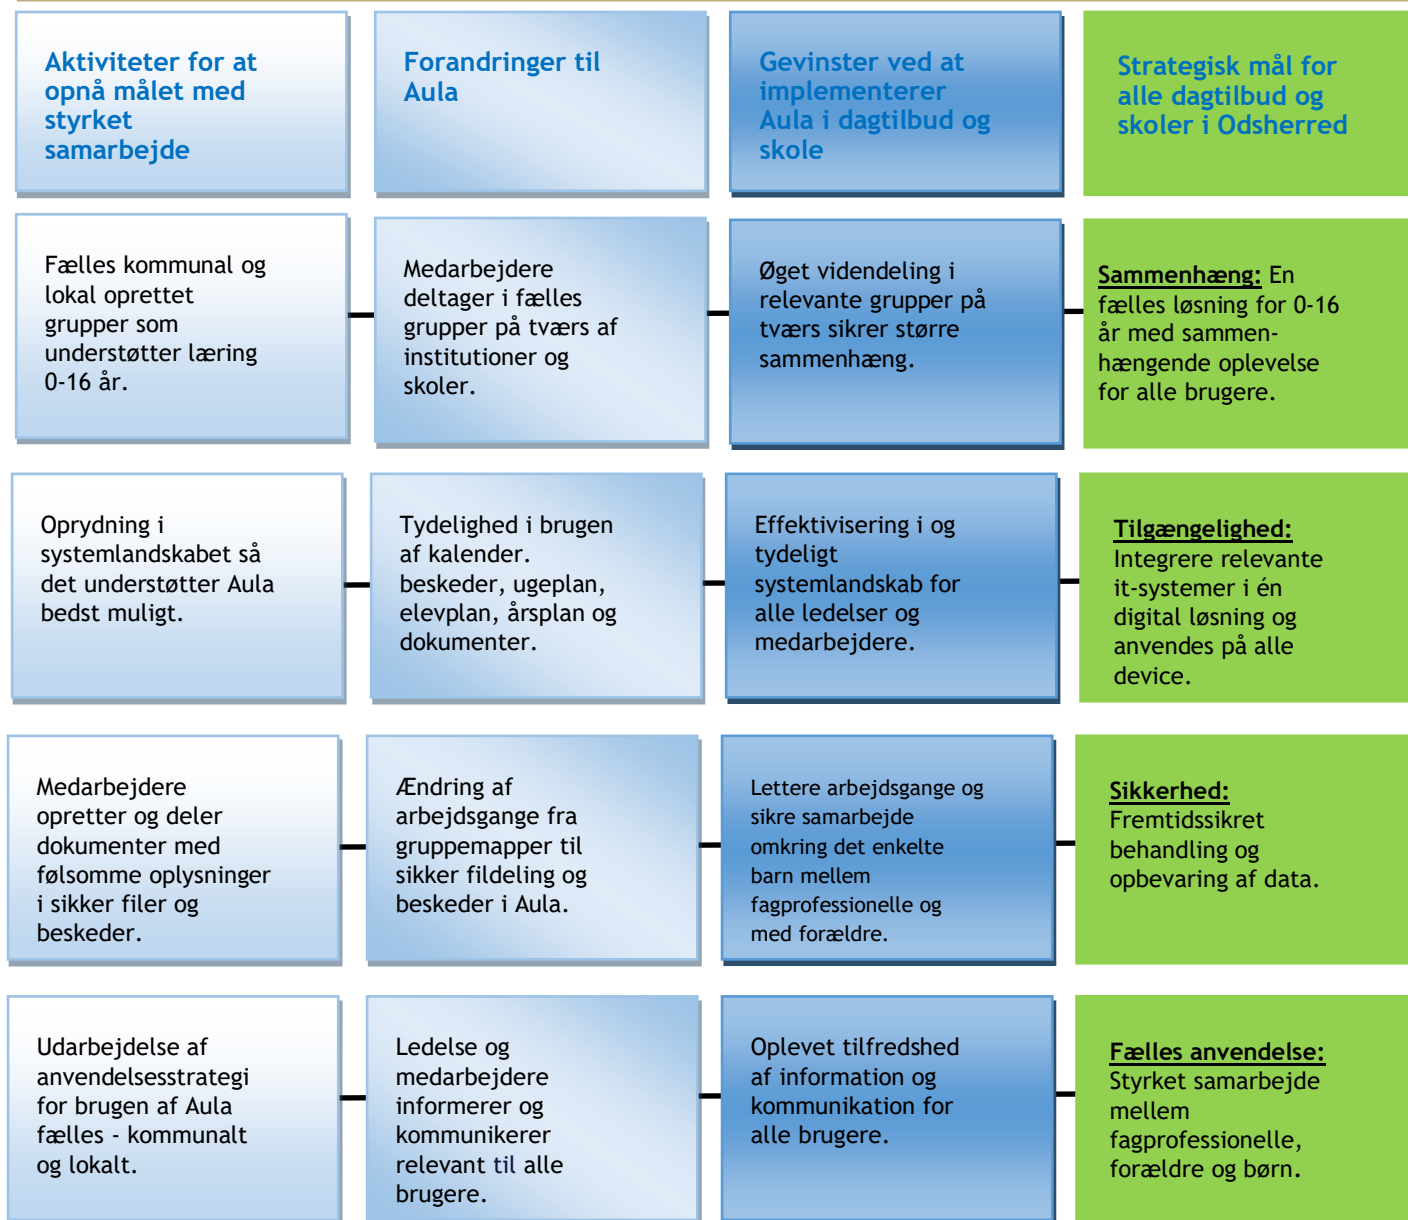 Aktiviteter for at
opnå målet med
styrket
samarbejde
Forandringer til
Aula
Gevinster ved at
implementerer
Aula i dagtilbud og
skole
Strategisk mål for
alle dagtilbud og
skoler i Odsherred
Fælles kommunal og
lokal oprettet
grupper som
understøtter læring
0-16 år.
Medarbejdere
deltager i fælles
grupper på tværs af
institutioner og
skoler.
Øget videndeling i
relevante grupper på
tværs sikrer større
sammenhæng.
Sammenhæng: En
fælles løsning for 0-16
år med sammen-
hængende oplevelse
for alle brugere.
Oprydning i
systemlandskabet så
det understøtter Aula
bedst muligt.
Tydelighed i brugen
af kalender.
beskeder, ugeplan,
elevplan, årsplan og
dokumenter.
Effektivisering i og
tydeligt
systemlandskab for
alle ledelser og
medarbejdere.
Tilgængelighed:
Integrere relevante
it-systemer i én
digital løsning og
anvendes på alle
device.
Medarbejdere
opretter og deler
dokumenter med
følsomme oplysninger
i sikker filer og
beskeder.
Ændring af
arbejdsgange fra
gruppemapper til
sikker fildeling og
beskeder i Aula.
Lettere arbejdsgange og
sikre samarbejde
omkring det enkelte
barn mellem
fagprofessionelle og
med forældre.
Sikkerhed:
Fremtidssikret
behandling og
opbevaring af data.
Udarbejdelse af
anvendelsesstrategi
for brugen af Aula
fælles - kommunalt
og lokalt.
Ledelse og
medarbejdere
informerer og
kommunikerer
relevant til alle
brugere.
Oplevet tilfredshed
af information og
kommunikation for
alle brugere.
Fælles anvendelse:
Styrket samarbejde
mellem
fagprofessionelle,
forældre og børn.